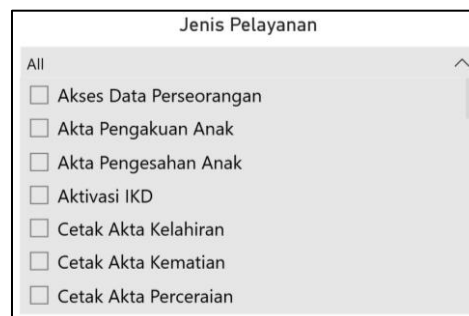 Jenis Pelayanan
All
Akses Data Perseorangan
Akta Pengakuan Anak
Akta Pengesahan Anak
Aktivasi IKD
Cetak Akta Kelahiran
Cetak Akta Kematian
Cetak Akta Perceraian